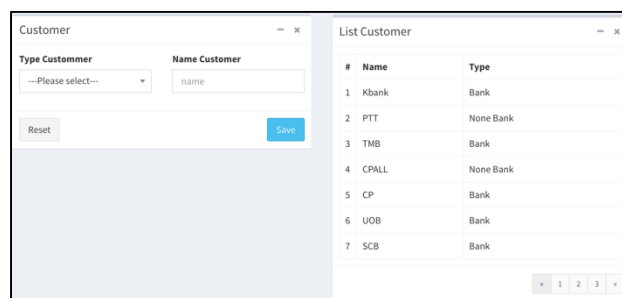 Customer
Type Custommer
Name Customer
---Please select---
name
Reset
Save
List Customer
# Name Type
1 Kbank Bank
2 PTT None Bank
3 TMB Bank
4 CPALL None Bank
5 CP Bank
6 UOB Bank
7 SCB Bank
« 1 2 3 »